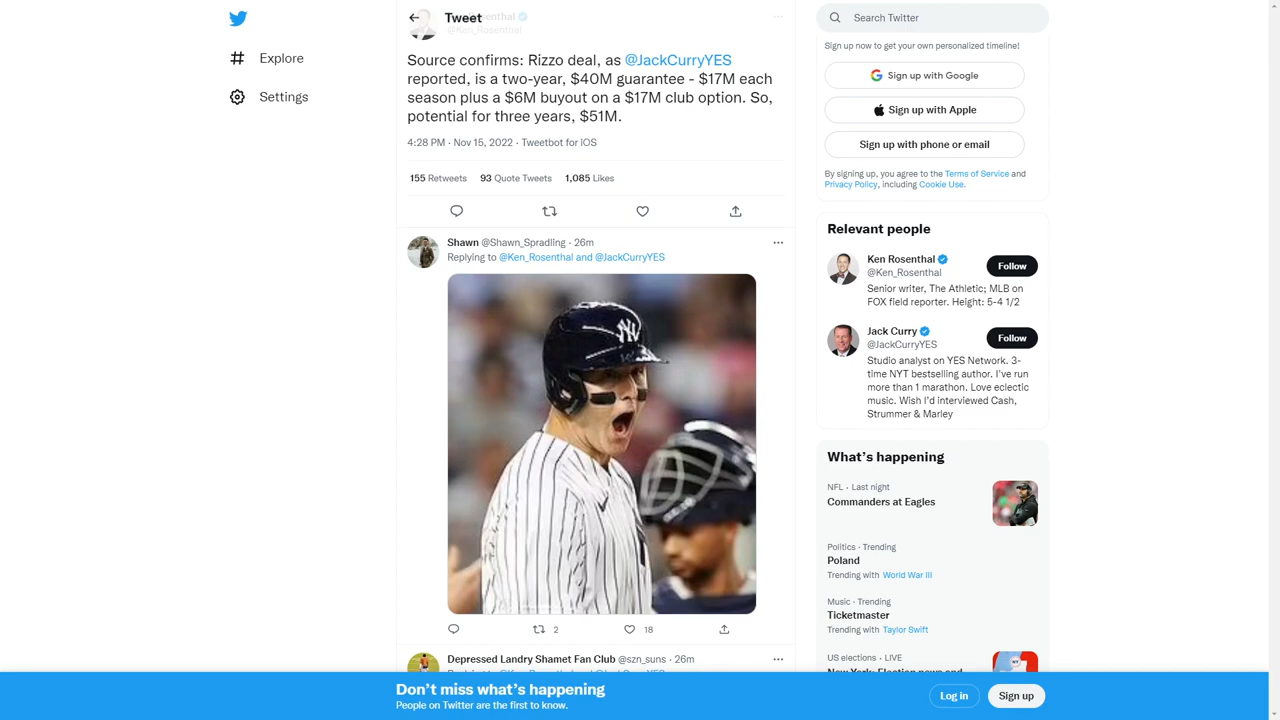 Explore
Settings
Tweet
@Ken_Rosenthal
Source confirms: Rizzo deal, as @JackCurryYES
reported, is a two-year, $40M guarantee - $17M each
season plus a $6M buyout on a $17M club option. So,
potential for three years, $51M.
4:28 PM · Nov 15, 2022 · Tweetbot for iOS
155 Retweets 93 Quote Tweets 1,085 Likes
Shawn @Shawn_Spradling · 26m
Replying to @Ken_Rosenthal and @JackCurryYES
NY
2 18
Depressed Landry Shamet Fan Club @szn_suns · 26m
Search Twitter
Sign up now to get your own personalized timeline!
Sign up with Google
Sign up with Apple
Sign up with phone or email
By signing up, you agree to the Terms of Service and
Privacy Policy, including Cookie Use.
Relevant people
Ken Rosenthal
@Ken_Rosenthal
Follow
Senior writer, The Athletic; MLB on
FOX field reporter. Height: 5-4 1/2
Jack Curry
@JackCurryYES
Follow
Studio analyst on YES Network. 3-
time NYT bestselling author. I've run
more than 1 marathon. Love eclectic
music. Wish I'd interviewed Cash,
Strummer & Marley
What's happening
NFL · Last night
Commanders at Eagles
Politics · Trending
Poland
Trending with World War III
Music · Trending
Ticketmaster
Trending with Taylor Swift
US elections · LIVE
New York: Election news and
Don't miss what's happening
People on Twitter are the first to know.
Log in
Sign up